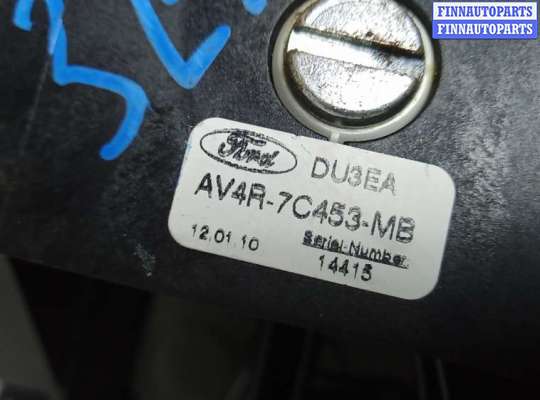 FINNAUTOPARTS
FINNAUTOPARTS
Ford
DU3EA
AV4R-7C453-MB
12.01.10
Serial-Number:
14415